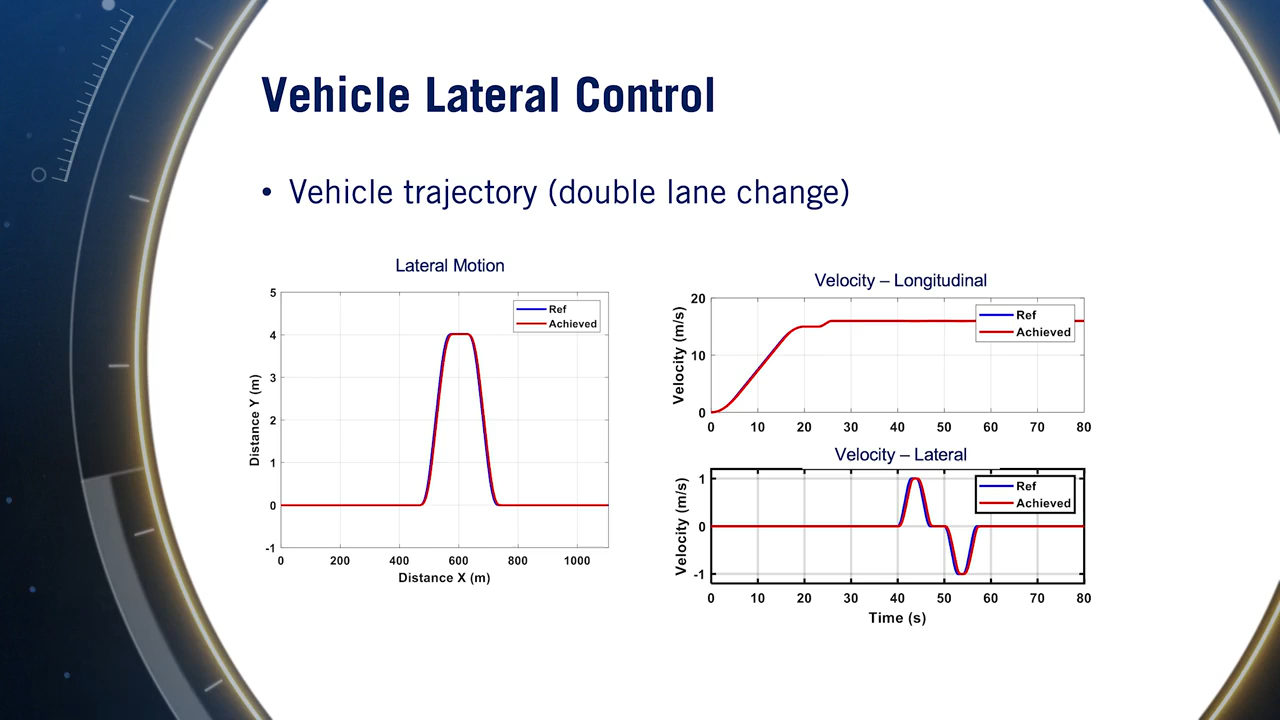 Vehicle Lateral Control
• Vehicle trajectory (double lane change)
Lateral Motion
5
4
3
2
1
0
-1
Distance Y (m)
Ref
Achieved
0 200 400 600 800 1000
Distance X (m)
Velocity – Longitudinal
20
10
0
Velocity (m/s)
Ref
Achieved
0 10 20 30 40 50 60 70 80
Velocity – Lateral
1
0
-1
Velocity (m/s)
Ref
Achieved
0 10 20 30 40 50 60 70 80
Time (s)